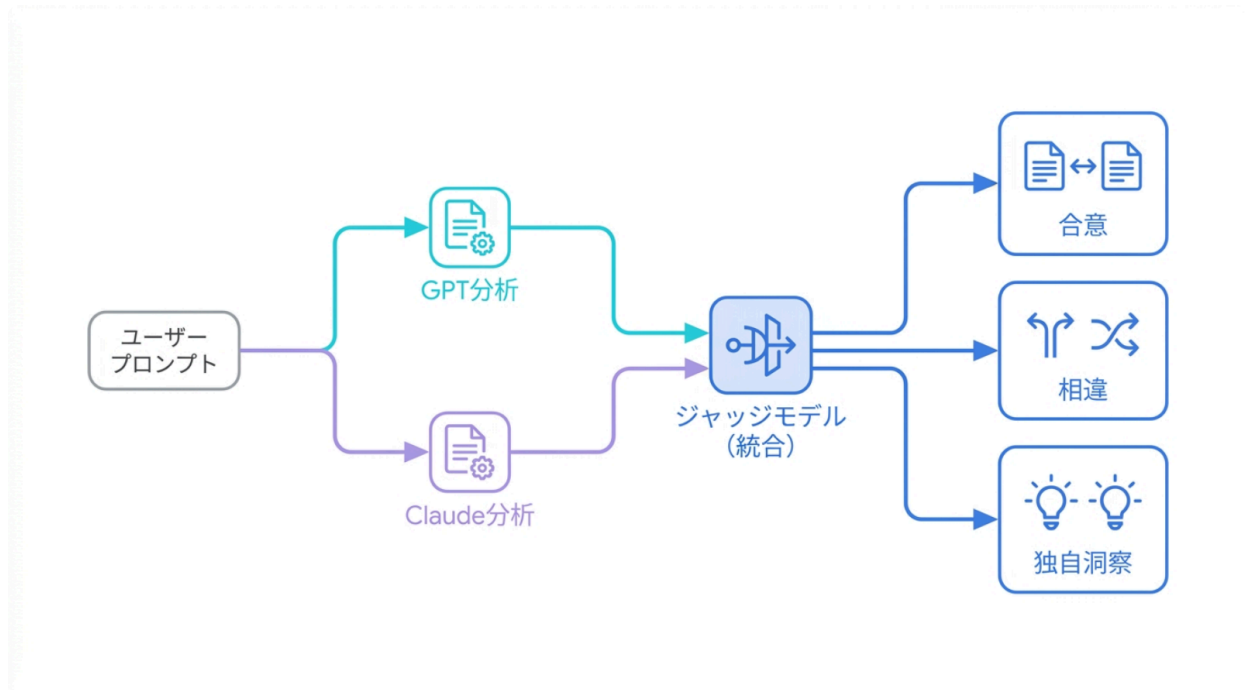 ユーザー
プロンプト
GPT分析
Claude分析
ジャッジモデル
（統合）
合意
相違
独自洞察